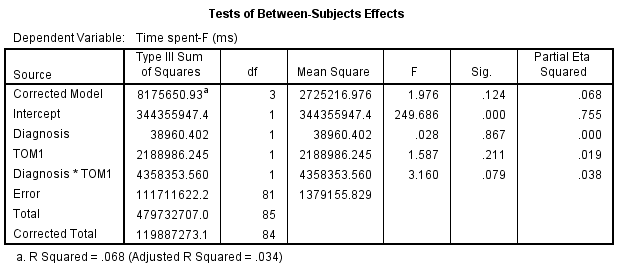 Tests of Between-Subjects Effects
Dependent Variable: Time spent-F (ms)
Source Type III Sum of Squares df Mean Square F Sig. Partial Eta Squared
Corrected Model 8175650.93a 3 2725216.976 1.976 .124 .068
Intercept 344355947.4 1 344355947.4 249.686 .000 .755
Diagnosis 38960.402 1 38960.402 .028 .867 .000
TOM1 2188986.245 1 2188986.245 1.587 .211 .019
Diagnosis * TOM1 4358353.560 1 4358353.560 3.160 .079 .038
Error 111711622.2 81 1379155.829
Total 479732707.0 85
Corrected Total 119887273.1 84
a. R Squared = .068 (Adjusted R Squared = .034)